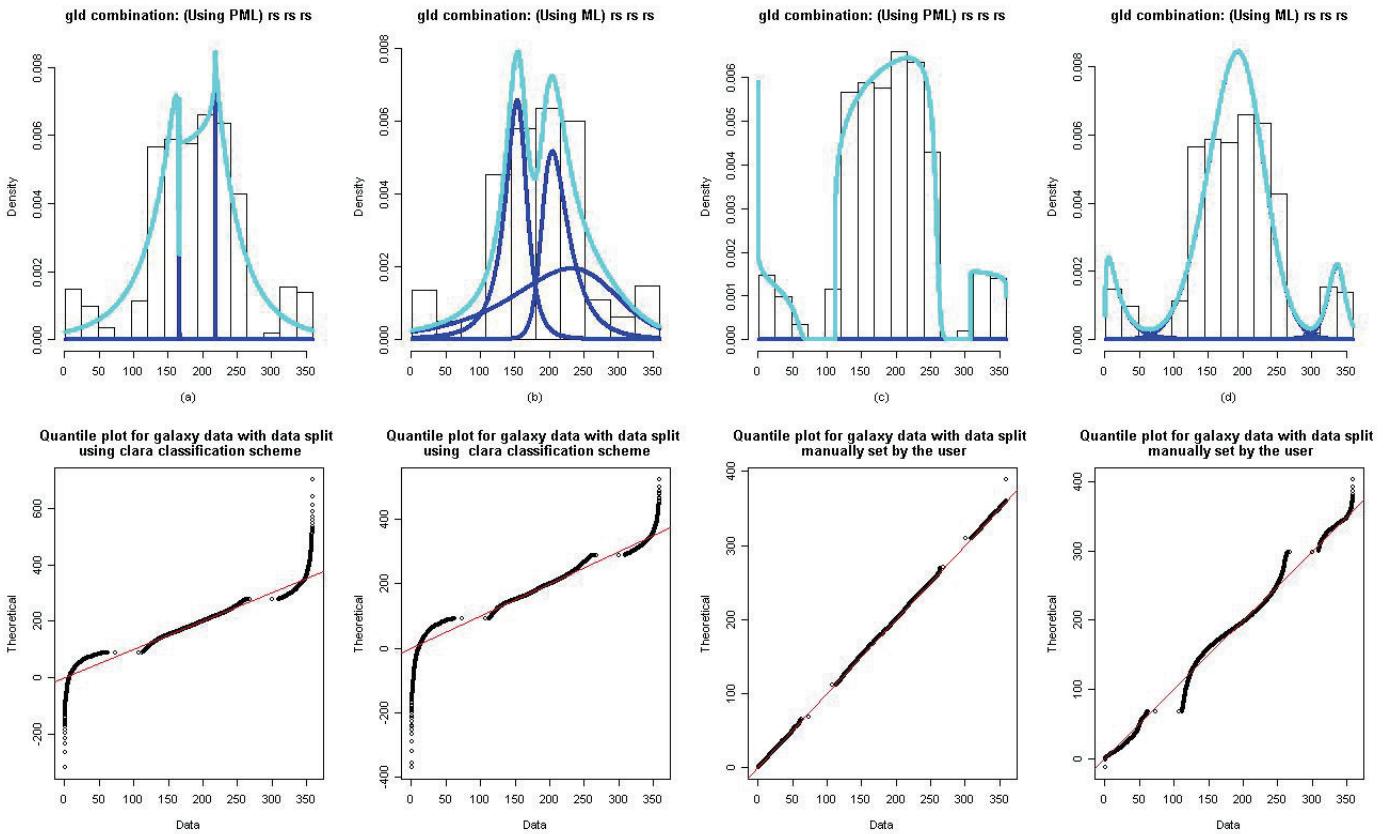 gld combination: (Using PML) rs rs rs
Density
0.000
0.002
0.004
0.006
0.008
0 50 100 150 200 250 300 350
(a)
gld combination: (Using ML) rs rs rs
Density
0.000
0.002
0.004
0.006
0.008
0 50 100 150 200 250 300 350
(b)
gld combination: (Using PML) rs rs rs
Density
0.000
0.001
0.002
0.003
0.004
0.005
0.006
0 50 100 150 200 250 300 350
(c)
gld combination: (Using ML) rs rs rs
Density
0.000
0.002
0.004
0.006
0.008
0 50 100 150 200 250 300 350
(d)
Quantile plot for galaxy data with data split
using clara classification scheme
Theoretical
-200
0
200
400
600
0 50 100 150 200 250 300 350
Data
Quantile plot for galaxy data with data split
using clara classification scheme
Theoretical
-400
-200
0
200
400
0 50 100 150 200 250 300 350
Data
Quantile plot for galaxy data with data split
manually set by the user
Theoretical
0
100
200
300
400
0 50 100 150 200 250 300 350
Data
Quantile plot for galaxy data with data split
manually set by the user
Theoretical
0
100
200
300
400
0 50 100 150 200 250 300 350
Data